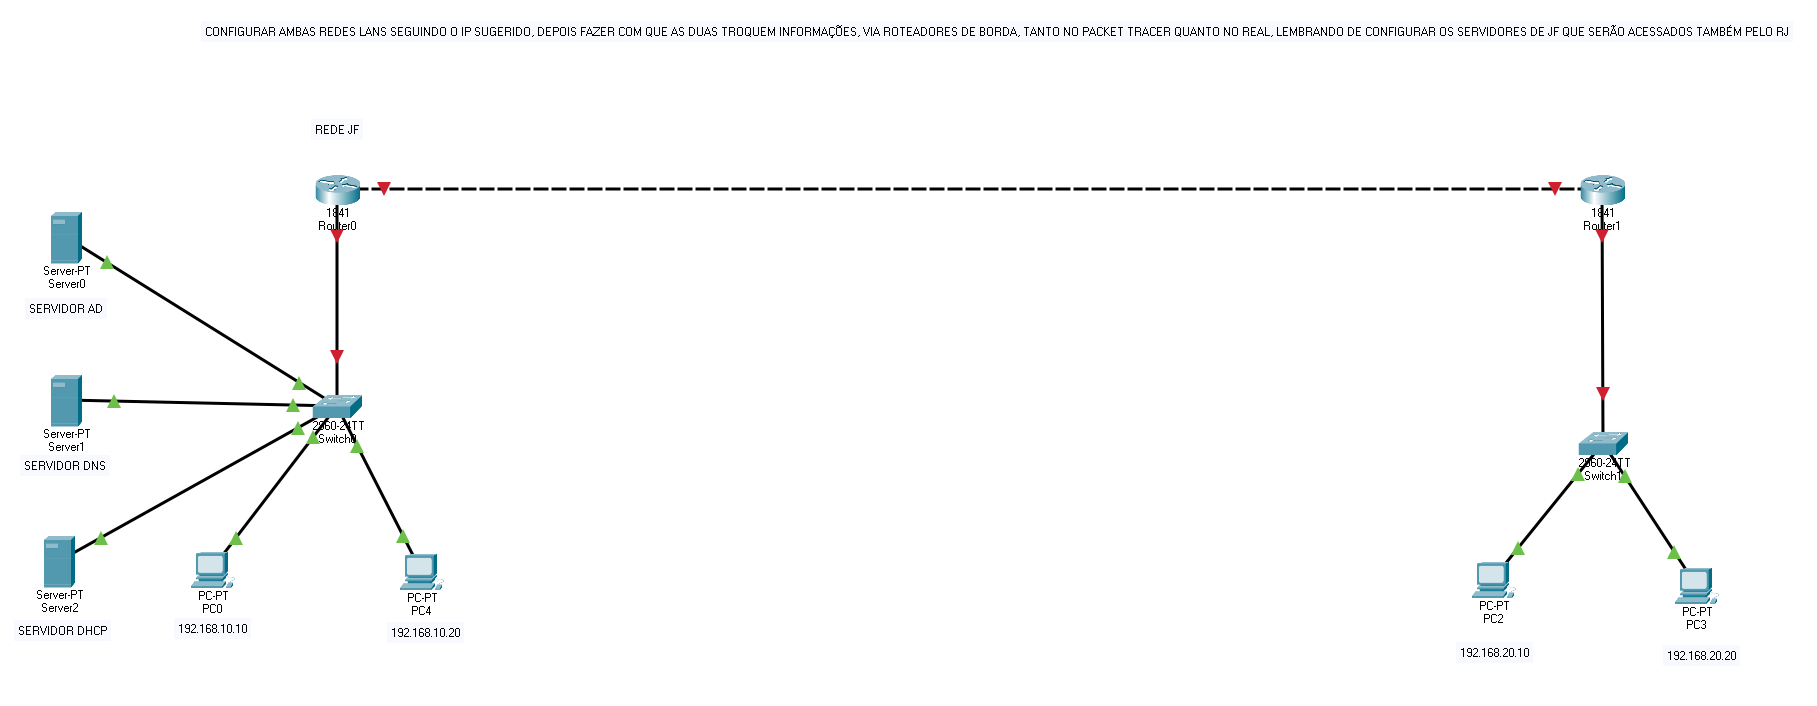 CONFIGURAR AMBAS REDES LANS SEGUINDO O IP SUGERIDO, DEPOIS FAZER COM QUE AS DUAS TROQUEM INFORMAÇÕES, VIA ROTEADORES DE BORDA, TANTO NO PACKET TRACER QUANTO NO REAL, LEMBRANDO DE CONFIGURAR OS SERVIDORES DE JF QUE SERÃO ACESSADOS TAMBÉM PELO RJ
REDE JF
1841
Router0
1841
Router1
Server-PT
Server0
SERVIDOR AD
Server-PT
Server1
SERVIDOR DNS
2960-24TT
Switch0
2960-24TT
Switch1
Server-PT
Server2
SERVIDOR DHCP
PC-PT
PC0
192.168.10.10
PC-PT
PC4
192.168.10.20
PC-PT
PC2
192.168.20.10
PC-PT
PC3
192.168.20.20